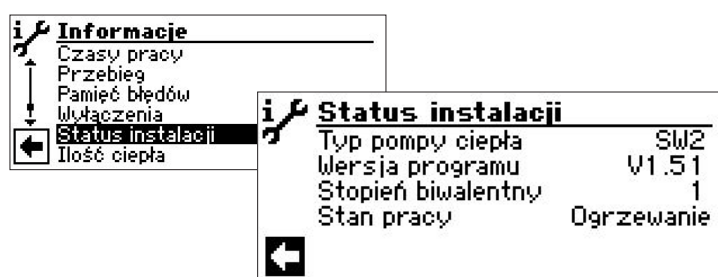 Informacje
Czasy pracy
Przebieg
Pamięć błędów
Wyłączenia
Status instalacji
Ilość ciepła
Status instalacji
Typ pompy ciepła SW2
Wersja programu V1.51
Stopień biwalentny 1
Stan pracy Ogrzewanie